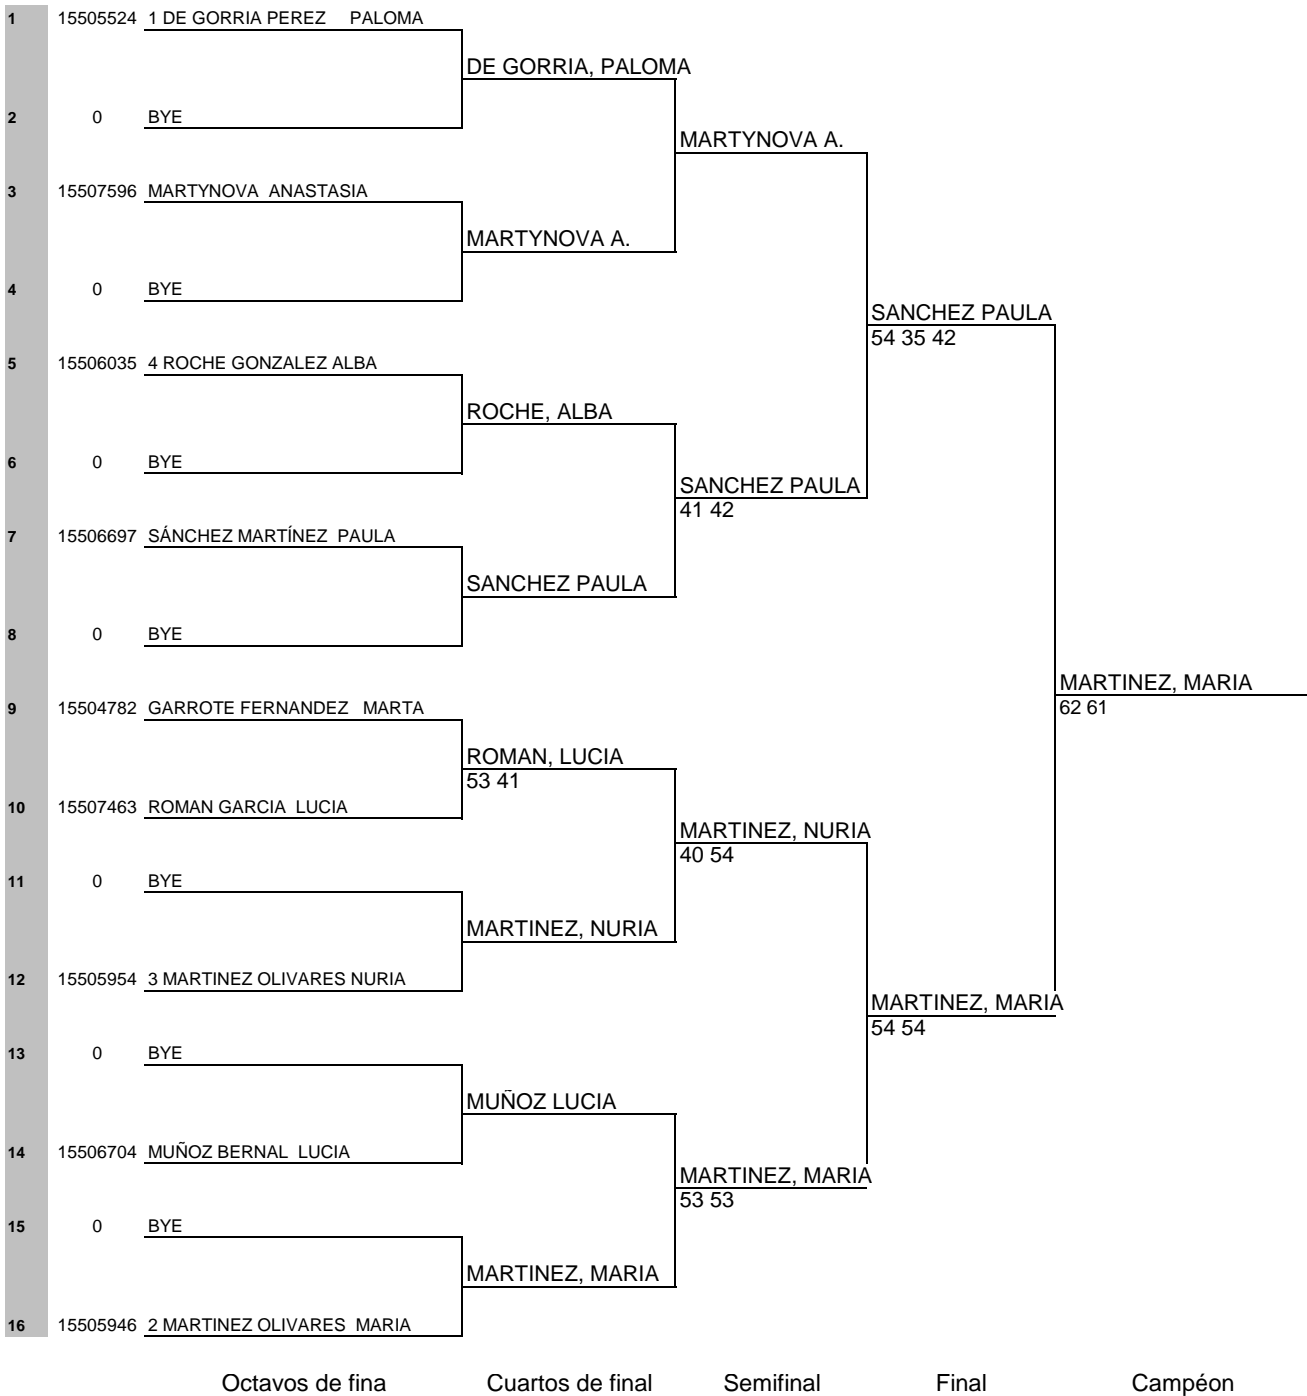 1 15505524 1 DE GORRIA PEREZ PALOMA
DE GORRIA, PALOMA
2 0 BYE
MARTYNOVA A.
3 15507596 MARTYNOVA ANASTASIA
MARTYNOVA A.
4 0 BYE
SANCHEZ PAULA
54 35 42
5 15506035 4 ROCHE GONZALEZ ALBA
ROCHE, ALBA
6 0 BYE
SANCHEZ PAULA
41 42
7 15506697 SÁNCHEZ MARTÍNEZ PAULA
SANCHEZ PAULA
8 0 BYE
MARTINEZ, MARIA
62 61
9 15504782 GARROTE FERNANDEZ MARTA
ROMAN, LUCIA
53 41
10 15507463 ROMAN GARCIA LUCIA
MARTINEZ, NURIA
40 54
11 0 BYE
MARTINEZ, NURIA
12 15505954 3 MARTINEZ OLIVARES NURIA
MARTINEZ, MARIA
54 54
13 0 BYE
MUÑOZ LUCIA
14 15506704 MUÑOZ BERNAL LUCIA
MARTINEZ, MARIA
53 53
15 0 BYE
MARTINEZ, MARIA
16 15505946 2 MARTINEZ OLIVARES MARIA
Octavos de fina Cuartos de final Semifinal Final Campéon